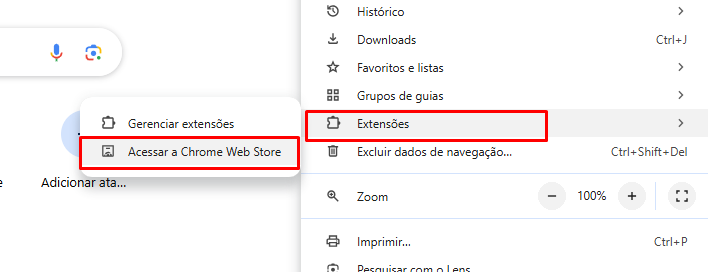 Histórico
Downloads Ctrl+J
Favoritos e listas
Grupos de guias
Extensões
Gerenciar extensões
Acessar a Chrome Web Store
Excluir dados de navegação... Ctrl+Shift+Del
Adicionar ata...
Zoom 100%
Imprimir... Ctrl+P
Pesquisar com o Lens